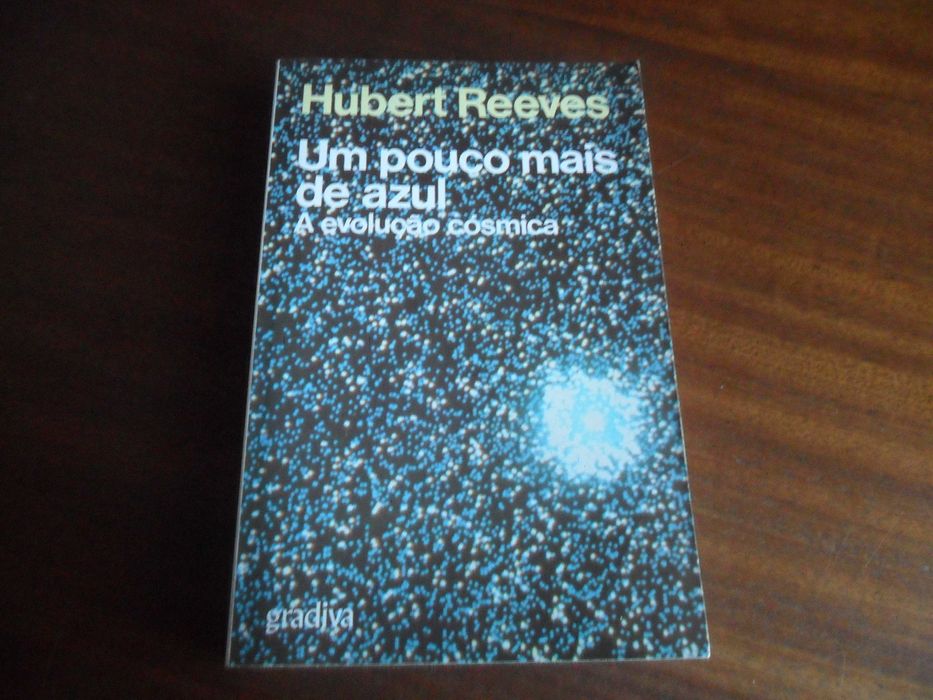 Hubert Reeves
Um pouco mais
de azul
A evolução cósmica
gradiva